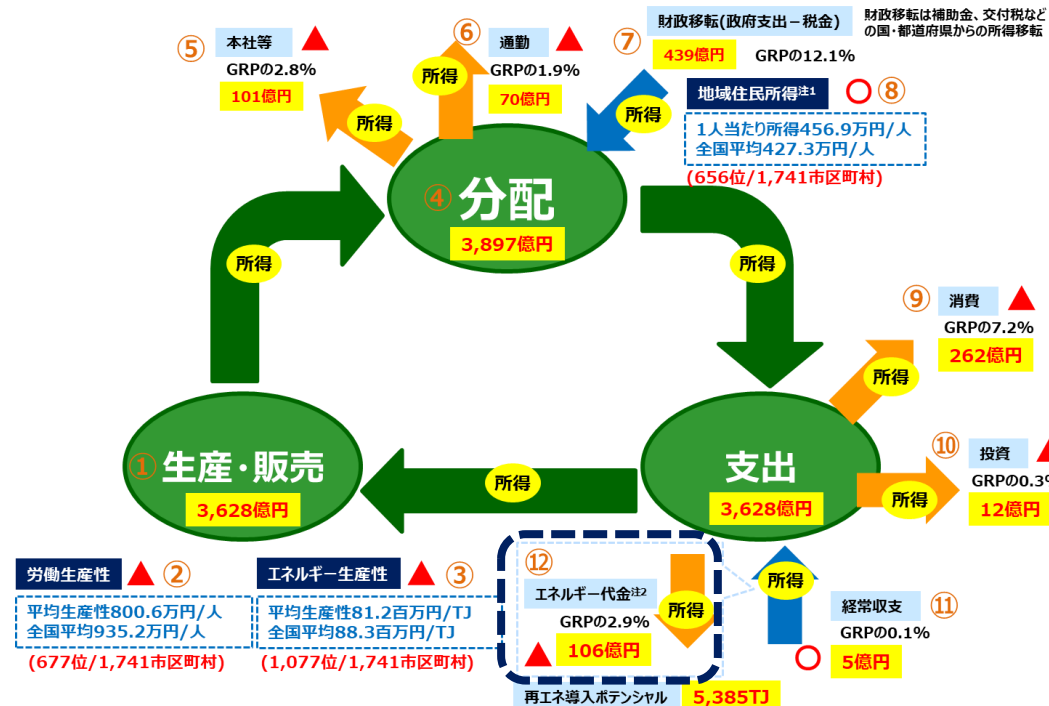 ⑤
本社等
▲
GRPの2.8%
101億円
所得
⑥
通勤
▲
GRPの1.9%
70億円
所得
⑦
財政移転(政府支出－税金)
439億円
GRPの12.1%
財政移転は補助金、交付税など
の国・都道府県からの所得移転
所得
地域住民所得注1
○
⑧
1人当たり所得456.9万円/人
全国平均427.3万円/人
(656位/1,741市区町村)
④
分配
3,897億円
所得
所得
⑨
消費
▲
GRPの7.2%
262億円
所得
①
生産・販売
3,628億円
所得
支出
3,628億円
⑩
投資
▲
GRPの0.3%
12億円
所得
労働生産性
▲
②
平均生産性800.6万円/人
全国平均935.2万円/人
(677位/1,741市区町村)
エネルギー生産性
▲
③
平均生産性81.2百万円/TJ
全国平均88.3百万円/TJ
(1,077位/1,741市区町村)
⑫
エネルギー代金注2
GRPの2.9%
▲
106億円
所得
所得
経常収支
⑪
GRPの0.1%
○
5億円
再エネ導入ポテンシャル
5,385TJ